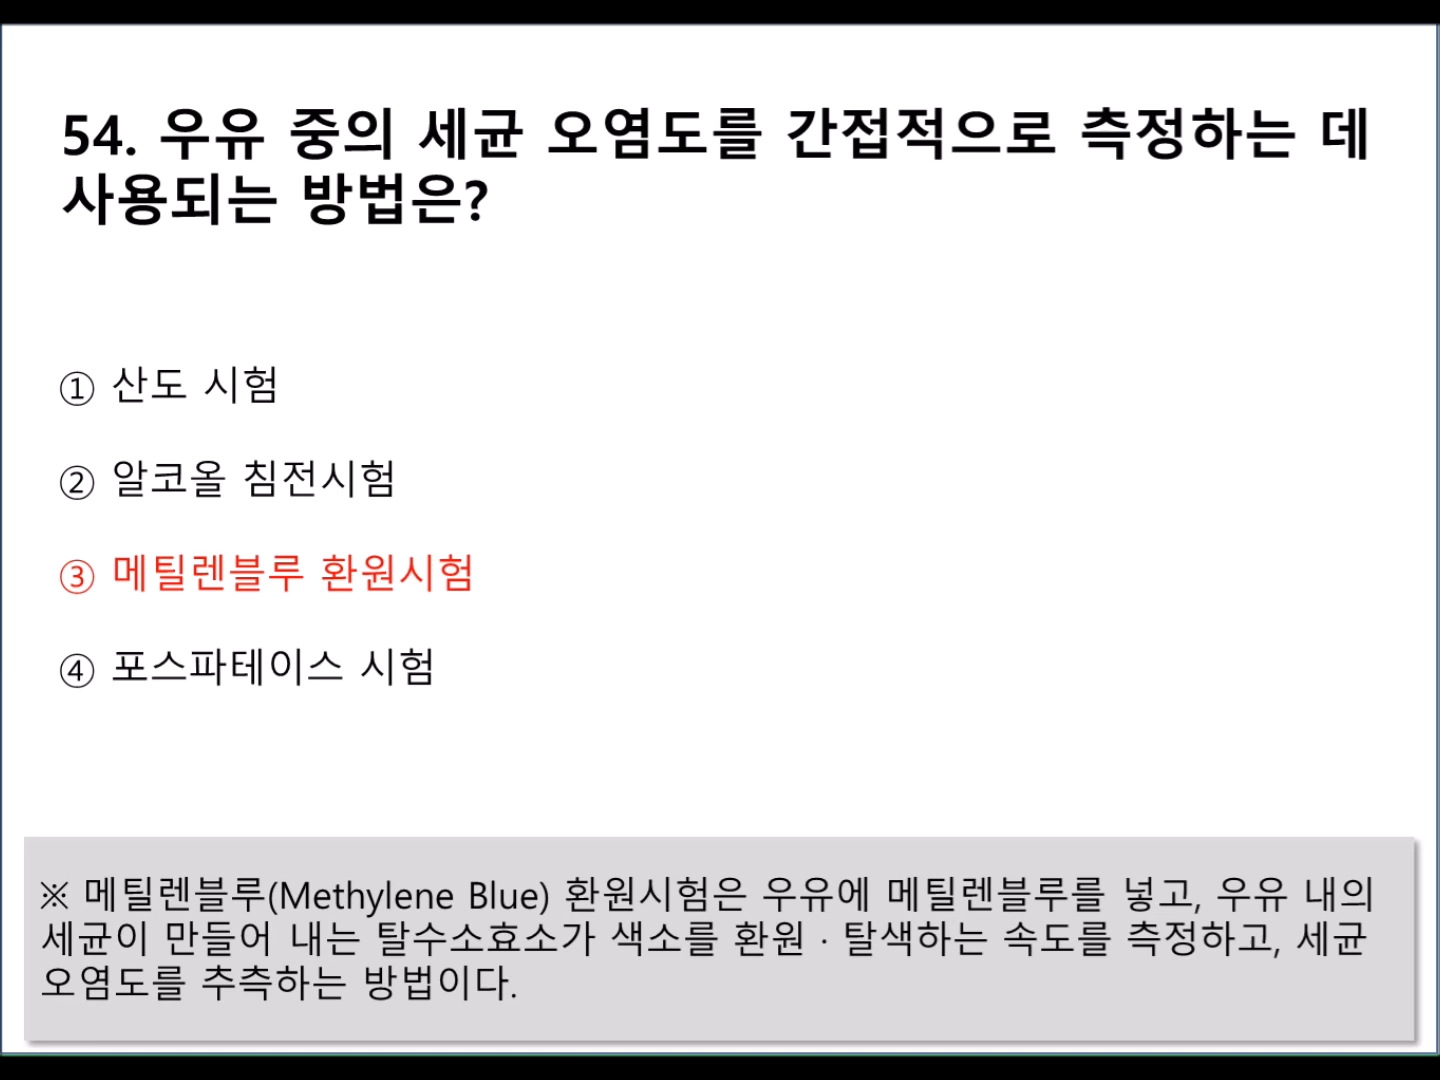 54. 우유 중의 세균 오염도를 간접적으로 측정하는 데
사용되는 방법은?
① 산도 시험
② 알코올 침전시험
③ 메틸렌블루 환원시험
④ 포스파테이스 시험
※ 메틸렌블루(Methylene Blue) 환원시험은 우유에 메틸렌블루를 넣고, 우유 내의
세균이 만들어 내는 탈수소효소가 색소를 환원 · 탈색하는 속도를 측정하고, 세균
오염도를 추측하는 방법이다.